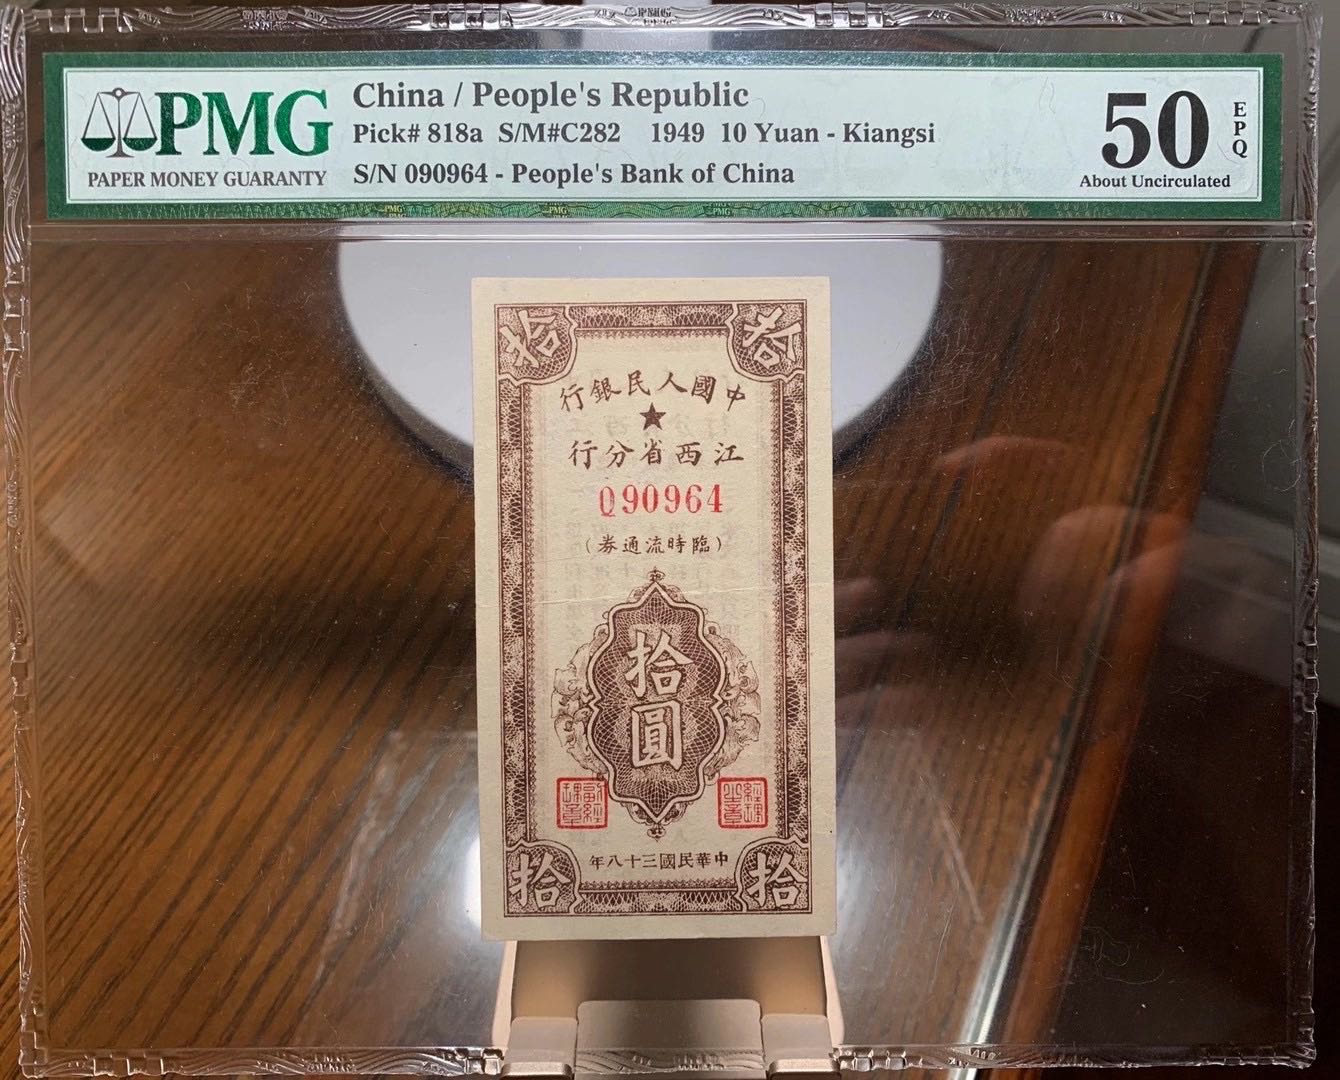 PMG
PAPER MONEY GUARANTY
China / People's Republic
Pick# 818a S/M#C282 1949 10 Yuan - Kiangsi
S/N 090964 - People's Bank of China
50
EPQ
About Uncirculated
拾 拾
行銀民人國中
行分省西江
090964
(券通流時臨)
拾
圓
年八十三國民華中
拾 拾